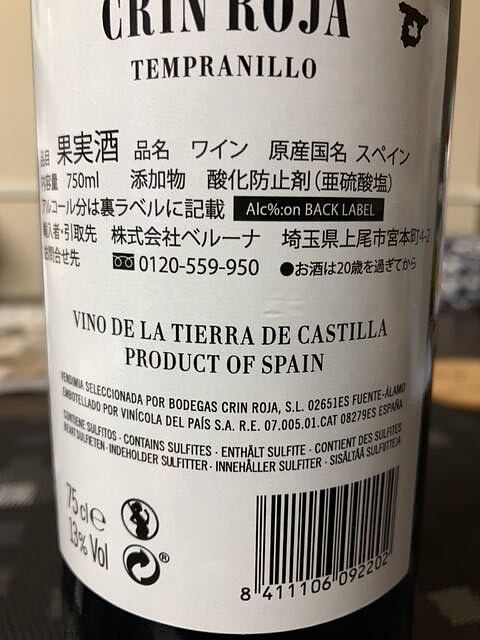 CRIN ROJA
TEMPRANILLO
品目 果実酒 品名 ワイン 原産国名 スペイン
内容量 750ml 添加物 酸化防止剤(亜硫酸塩)
アルコール分は裏ラベルに記載 Alc%:on BACK LABEL
輸入者・引取先 株式会社ベルーナ 埼玉県上尾市宮本町4-2
お問合せ先 0120-559-950 ●お酒は20歳を過ぎてから
VINO DE LA TIERRA DE CASTILLA
PRODUCT OF SPAIN
VENDIMIA SELECCIONADA POR BODEGAS CRIN ROJA, S.L. 02651ES FUENTE-ÁLAMO
EMBOTELLADO POR VINÍCOLA DEL PAÍS S.A. R.E. 07.005.01.CAT 08279ES ESPAÑA
CONTIENE SULFITOS · CONTAINS SULFITES · ENTHÄLT SULFITE · CONTIENT DES SULFITES
BEVAT SULFIETEN · INDEHOLDER SULFITTER · INNEHÅLLER SULFITER · SISÄLTÄÄ SULFIITTEJA
75 cl e
13% Vol
®
8 411106 092202